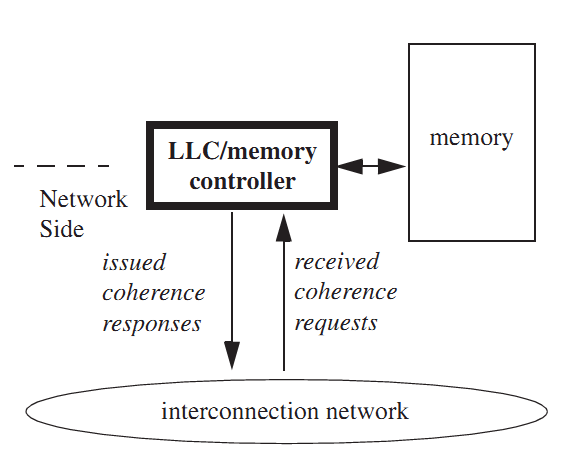 memory
LLC/memory
controller
Network
Side
issued
coherence
responses
received
coherence
requests
interconnection network